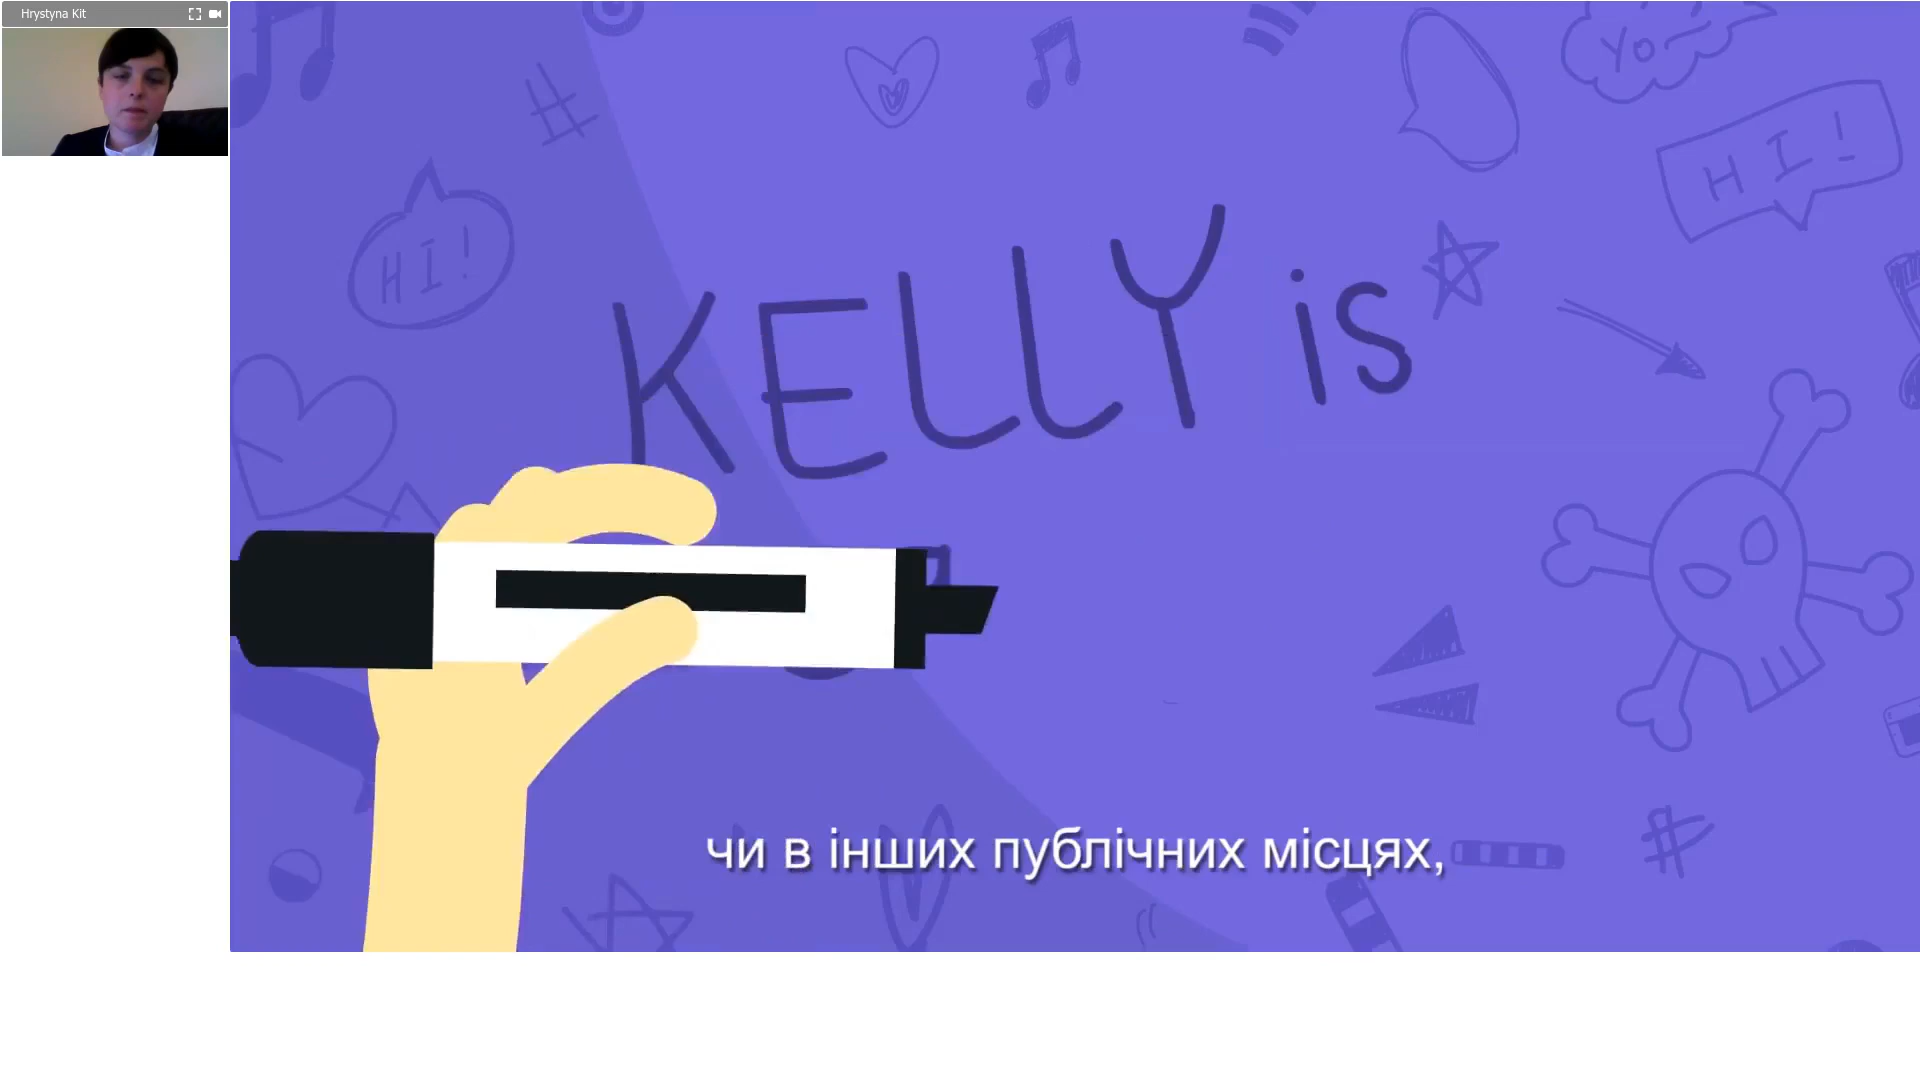 Hrystyna Kit
YO
HI!
HI!
KELLY is
чи в інших публічних місцях,